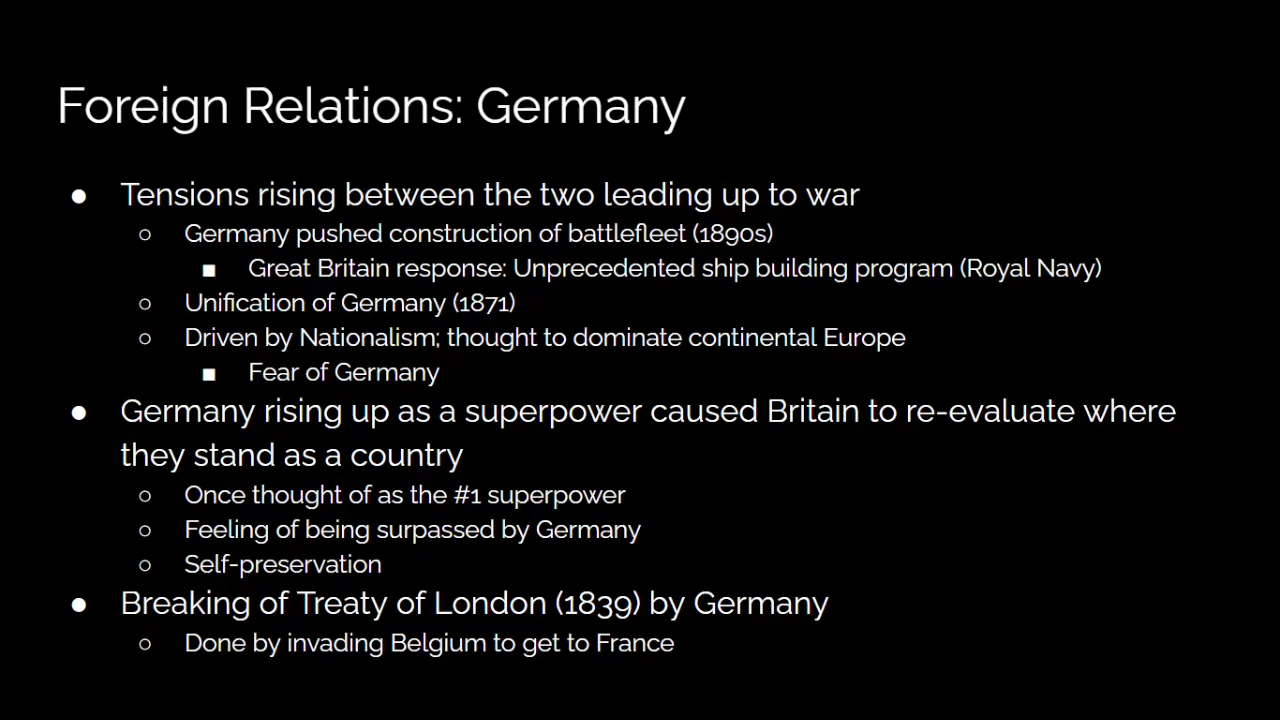 Foreign Relations: Germany
● Tensions rising between the two leading up to war
○ Germany pushed construction of battlefleet (1890s)
■ Great Britain response: Unprecedented ship building program (Royal Navy)
○ Unification of Germany (1871)
○ Driven by Nationalism; thought to dominate continental Europe
■ Fear of Germany
● Germany rising up as a superpower caused Britain to re-evaluate where
they stand as a country
○ Once thought of as the #1 superpower
○ Feeling of being surpassed by Germany
○ Self-preservation
● Breaking of Treaty of London (1839) by Germany
○ Done by invading Belgium to get to France